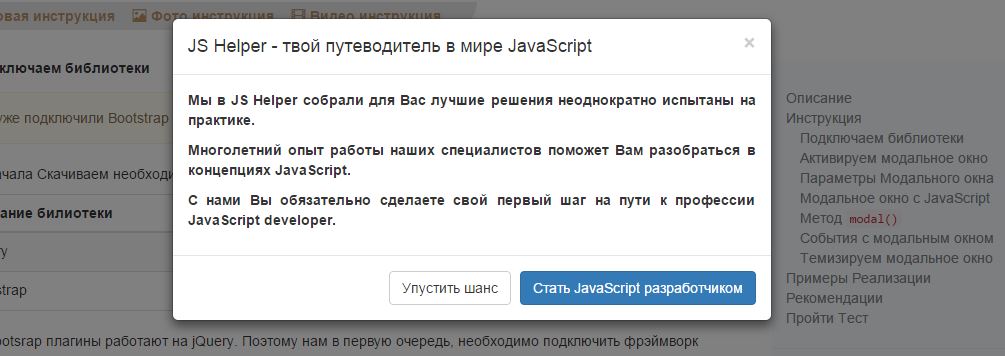 овая инструкция Фото инструкция Видео инструкция
JS Helper - твой путеводитель в мире JavaScript ×
ключаем библиотеки
Мы в JS Helper собрали для Вас лучшие решения неоднократно испытаны на
практике.
уже подключили Bootstrap
Многолетний опыт работы наших специалистов поможет Вам разобраться в
концепциях JavaScript.
ачала Скачиваем необходи
С нами Вы обязательно сделаете свой первый шаг на пути к профессии
JavaScript developer.
ание билиотеки
ry
strap
Упустить шанс Стать JavaScript разработчиком
ootsrap плагины работают на jQuery. Поэтому нам в первую очередь, необходимо подключить фрэймворк
Описание
Инструкция
Подключаем библиотеки
Активируем модальное окно
Параметры Модального окна
Модальное окно с JavaScript
Метод modal()
События с модальным окном
Темизируем модальное окно
Примеры Реализации
Рекомендации
Пройти Тест